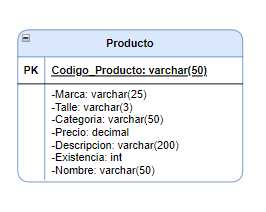 Producto
PK Codigo_Producto: varchar(50)
-Marca: varchar(25)
-Talle: varchar(3)
-Categoria: varchar(50)
-Precio: decimal
-Descripcion: varchar(200)
-Existencia: int
-Nombre: varchar(50)